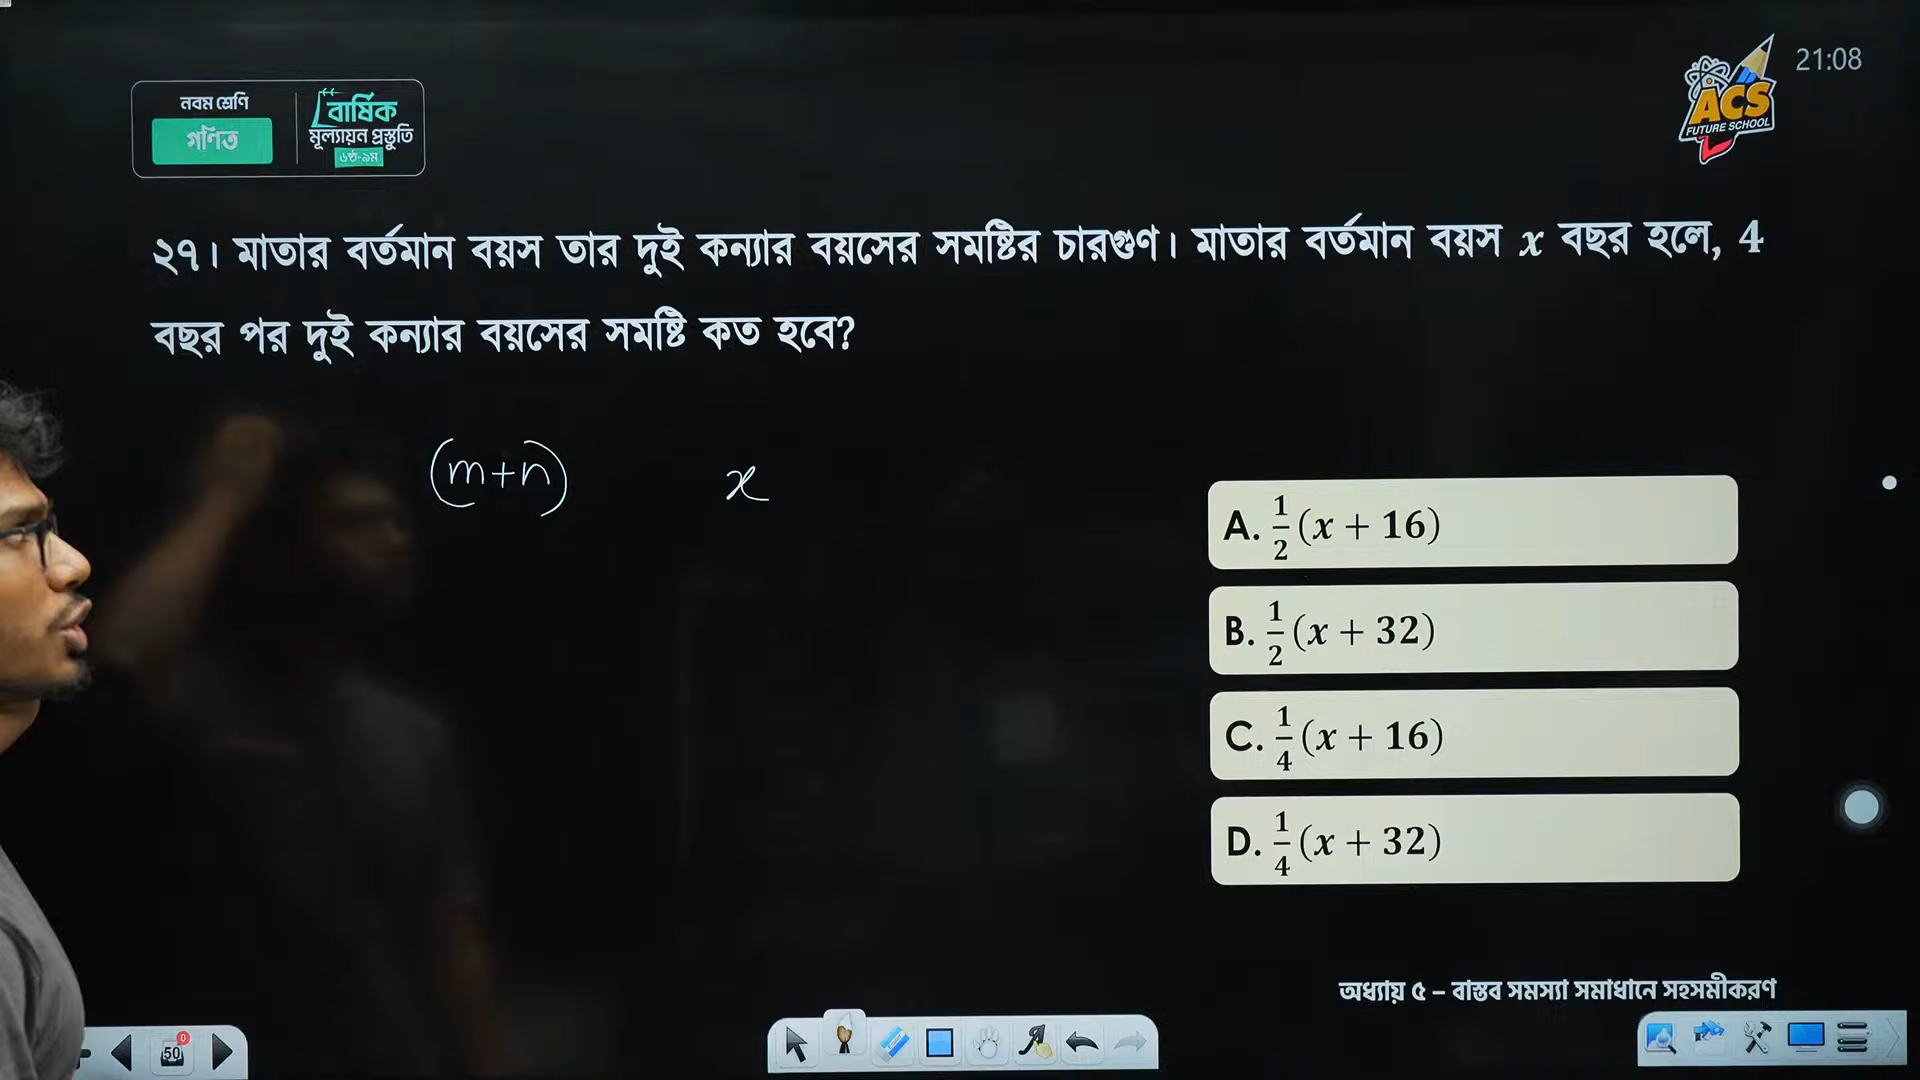 21:08
নবম শ্রেণি
গণিত
বার্ষিক
মূল্যায়ন প্রস্তুতি
৬ষ্ঠ-৯ম
ACS
FUTURE SCHOOL
২৭। মাতার বর্তমান বয়স তার দুই কন্যার বয়সের সমষ্টির চারগুণ। মাতার বর্তমান বয়স x বছর হলে, 4
বছর পর দুই কন্যার বয়সের সমষ্টি কত হবে?
(m+n) x
A. 1/2 (x + 16)
B. 1/2 (x + 32)
C. 1/4 (x + 16)
D. 1/4 (x + 32)
অধ্যায় ৫ – বাস্তব সমস্যা সমাধানে সহসমীকরণ
50
0